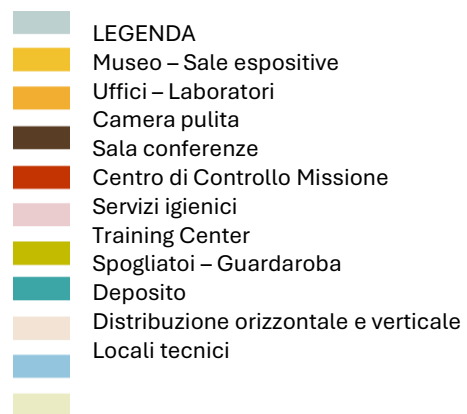 LEGENDA
Museo – Sale espositive
Uffici – Laboratori
Camera pulita
Sala conferenze
Centro di Controllo Missione
Servizi igienici
Training Center
Spogliatoi – Guardaroba
Deposito
Distribuzione orizzontale e verticale
Locali tecnici